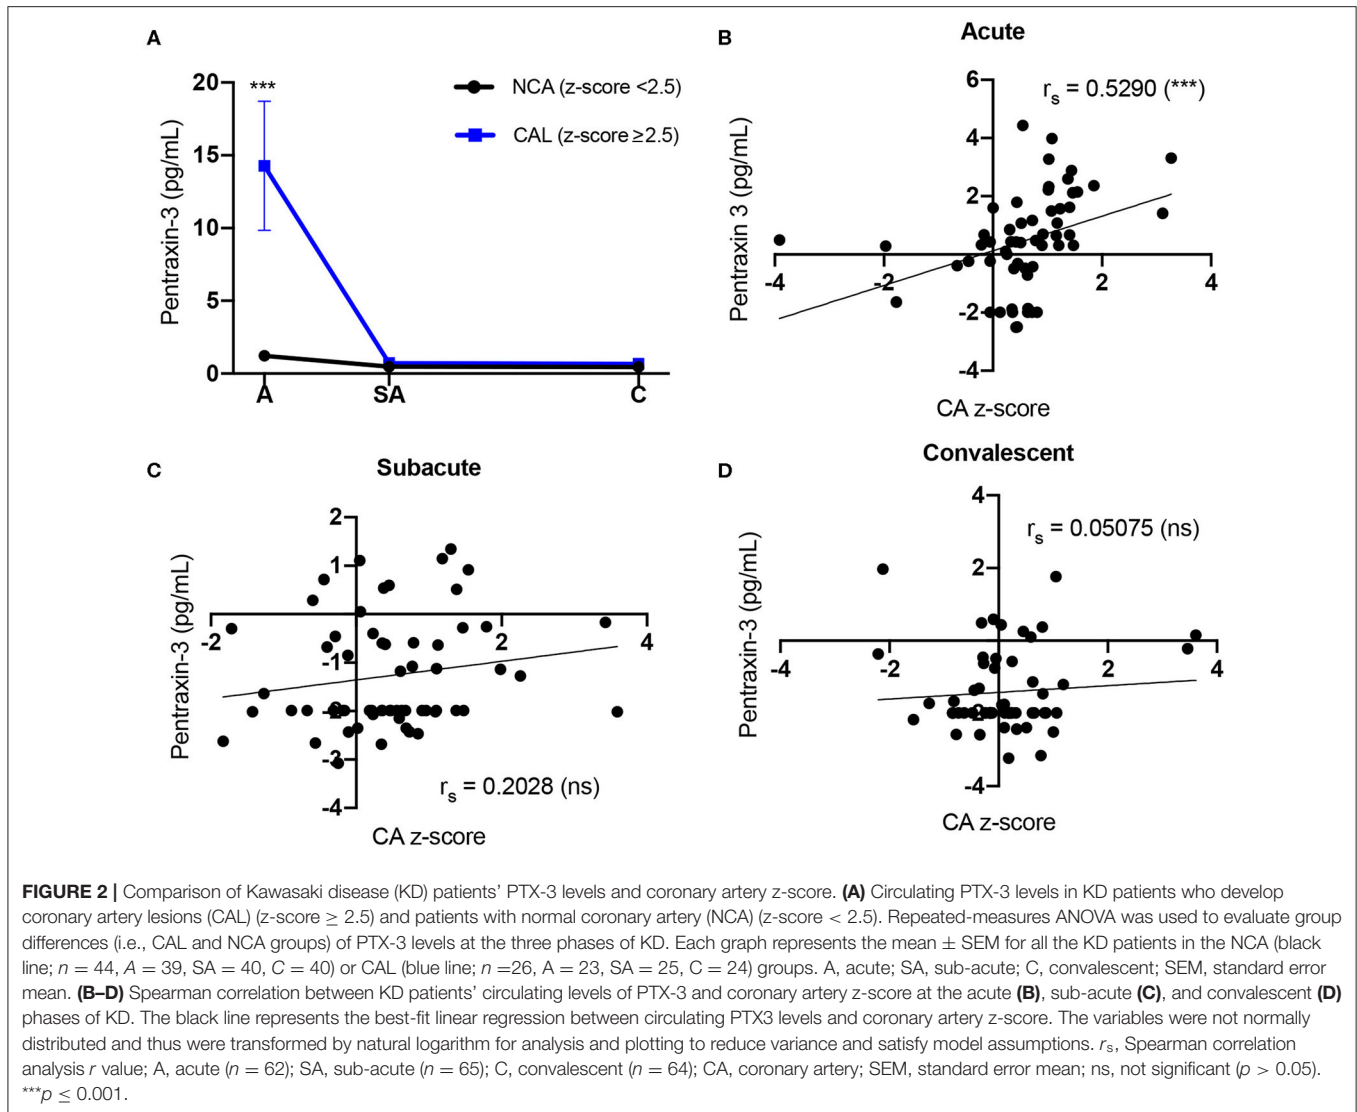 A
20
***
15
10
5
0
Pentraxin-3 (pg/mL)
A
SA
C
NCA (z-score <2.5)
CAL (z-score ≥2.5)
B
Acute
r_s = 0.5290 (***)
6
4
2
-2
-4
-4
-2
2
4
Pentraxin 3 (pg/mL)
CA z-score
C
Subacute
2
1
-1
-2
-3
-4
-2
2
4
Pentraxin-3 (pg/mL)
r_s = 0.2028 (ns)
CA z-score
D
Convalescent
4
2
-2
-4
-4
-2
2
4
r_s = 0.05075 (ns)
Pentraxin-3 (pg/mL)
CA z-score
FIGURE 2 | Comparison of Kawasaki disease (KD) patients’ PTX-3 levels and coronary artery z-score. (A) Circulating PTX-3 levels in KD patients who develop
coronary artery lesions (CAL) (z-score ≥ 2.5) and patients with normal coronary artery (NCA) (z-score < 2.5). Repeated-measures ANOVA was used to evaluate group
differences (i.e., CAL and NCA groups) of PTX-3 levels at the three phases of KD. Each graph represents the mean ± SEM for all the KD patients in the NCA (black
line; n = 44, A = 39, SA = 40, C = 40) or CAL (blue line; n =26, A = 23, SA = 25, C = 24) groups. A, acute; SA, sub-acute; C, convalescent; SEM, standard error
mean. (B–D) Spearman correlation between KD patients’ circulating levels of PTX-3 and coronary artery z-score at the acute (B), sub-acute (C), and convalescent (D)
phases of KD. The black line represents the best-fit linear regression between circulating PTX3 levels and coronary artery z-score. The variables were not normally
distributed and thus were transformed by natural logarithm for analysis and plotting to reduce variance and satisfy model assumptions. r_s, Spearman correlation
analysis r value; A, acute (n = 62); SA, sub-acute (n = 65); C, convalescent (n = 64); CA, coronary artery; SEM, standard error mean; ns, not significant (p > 0.05).
***p ≤ 0.001.